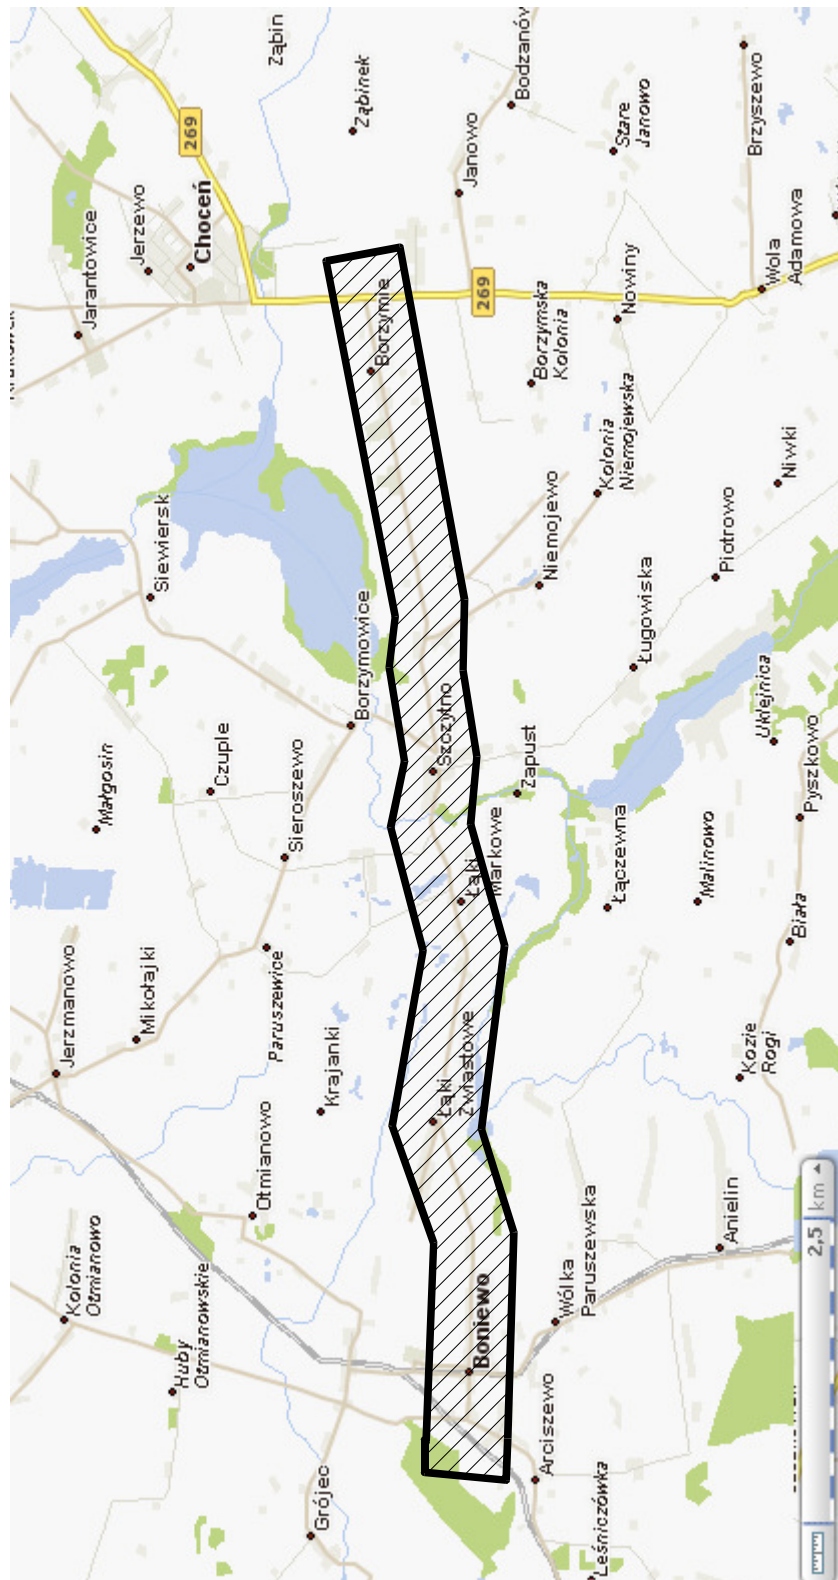 Kolonia
Otmianowo
Jerzmanowo
Małgosin
Jarantowice
Huby
Otmianowskie
Mikołajki
Siewiersk
Jerzewo
Otmianowo
Czuple
Choceń
269
Paruszewice
Sieroszewo
Ząbin
Grójec
Krajanki
Borzymowice
Ząbinek
Borzymie
Łąki
Zwiastowe
Szczytno
Boniewo
Łąki
Markowe
Janowo
269
Arciszewo
Zapust
Niemojewo
Borzymska
Kolonia
Bodzanów
Wólka
Paruszewska
Leśniczówka
Łączewna
Kolonia
Niemojewska
Nowiny
Stare
Janowo
Ługowiska
Malinowo
Piotrowo
Anielin
Kozie
Rogi
Uklejnica
Biała
Pyszkowo
Niwki
Wola
Adamowa
Brzyszewo
2,5 km